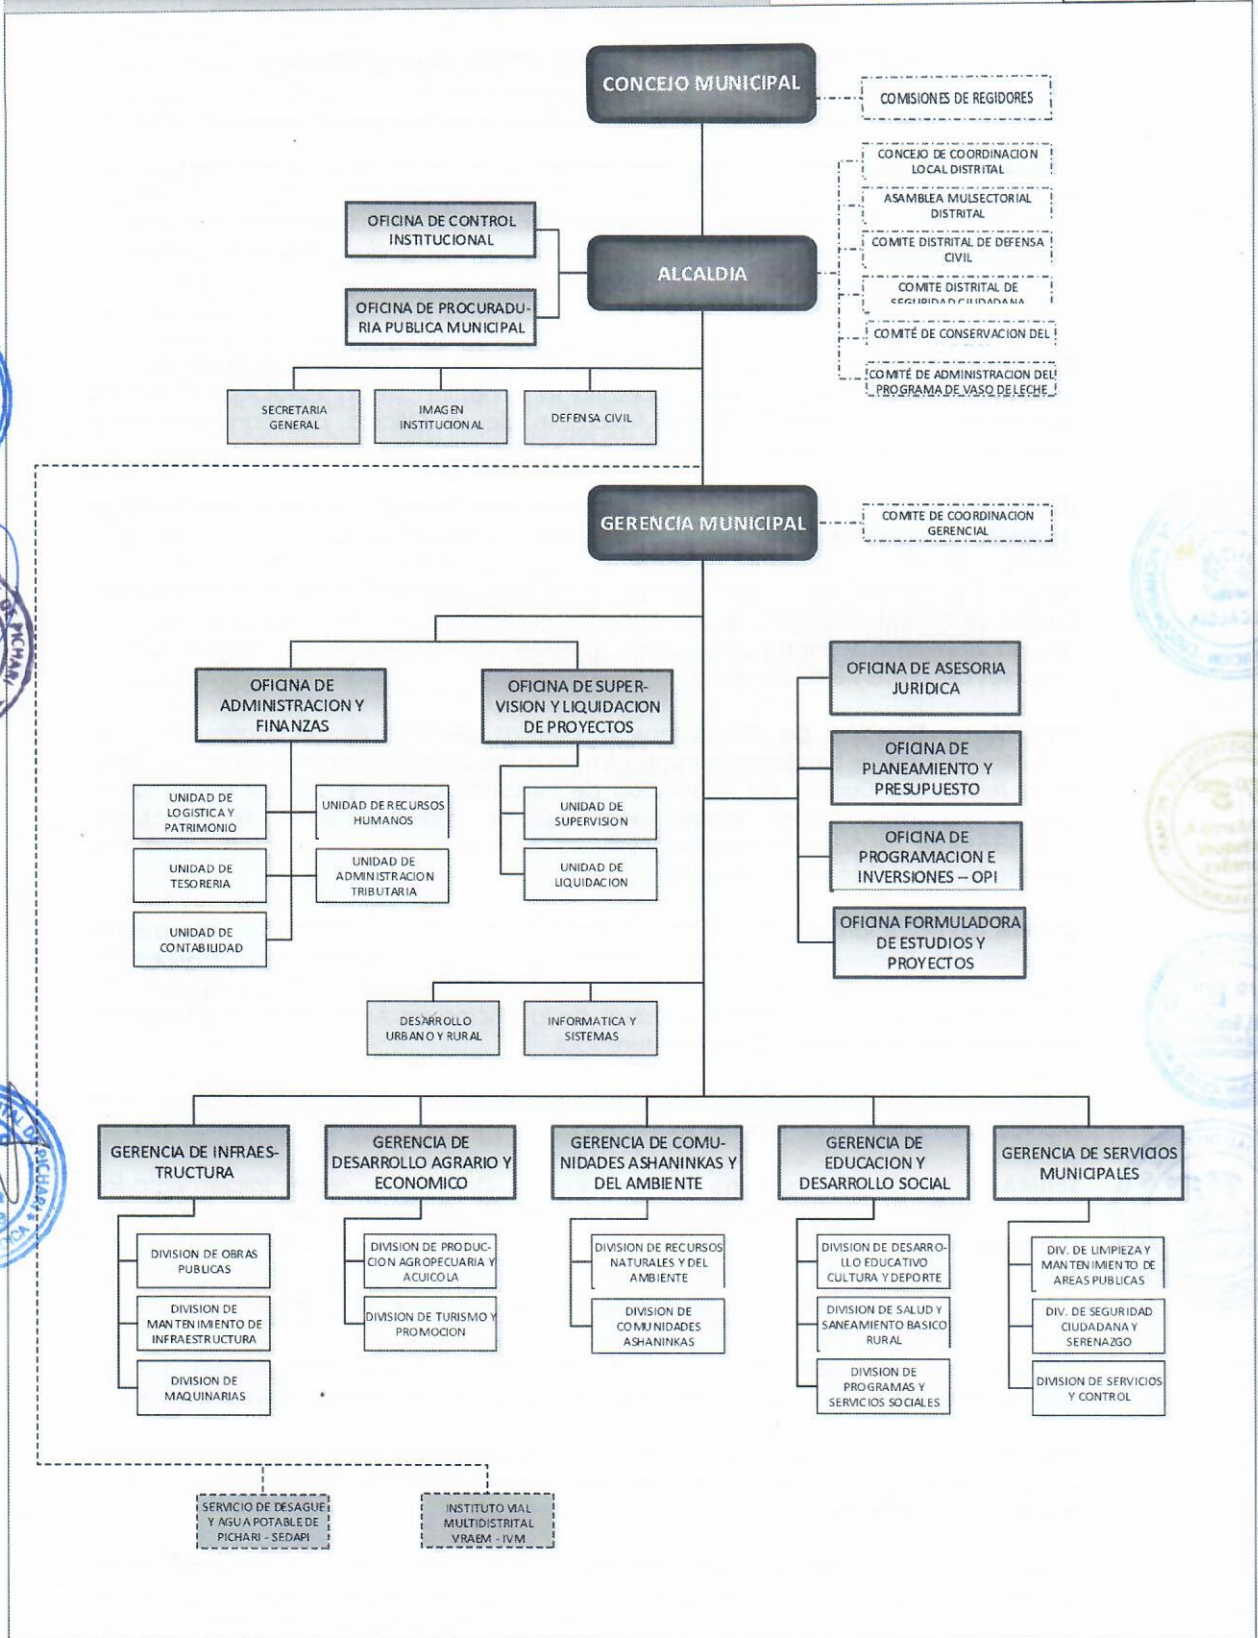 CONCEJO MUNICIPAL
COMISIONES DE REGIDORES
CONCEJO DE COORDINACION
LOCAL DISTRITAL
ASAMBLEA MULSECTORIAL
DISTRITAL
OFICINA DE CONTROL
INSTITUCIONAL
ALCALDIA
COMITE DISTRITAL DE DEFENSA
CIVIL
COMITE DISTRITAL DE
SEGURIDAD CIUDADANA
OFICINA DE PROCURADU-
RIA PUBLICA MUNICIPAL
COMITÉ DE CONSERVACION DEL
COMITÉ DE ADMINISTRACION DEL
PROGRAMA DE VASO DE LECHE
SECRETARIA
GENERAL
IMAGEN
INSTITUCIONAL
DEFENSA CIVIL
GERENCIA MUNICIPAL
COMITE DE COORDINACION
GERENCIAL
OFICINA DE
ADMINISTRACION Y
FINANZAS
OFICINA DE SUPER-
VISION Y LIQUIDACION
DE PROYECTOS
OFICINA DE ASESORIA
JURIDICA
OFICINA DE
PLANEAMIENTO Y
PRESUPUESTO
OFICINA DE
PROGRAMACION E
INVERSIONES – OPI
OFICINA FORMULADORA
DE ESTUDIOS Y
PROYECTOS
UNIDAD DE
LOGISTICA Y
PATRIMONIO
UNIDAD DE RECURSOS
HUMANOS
UNIDAD DE
TESORERIA
UNIDAD DE
ADMINISTRACION
TRIBUTARIA
UNIDAD DE
CONTABILIDAD
UNIDAD DE
SUPERVISION
UNIDAD DE
LIQUIDACION
DESARROLLO
URBANO Y RURAL
INFORMATICA Y
SISTEMAS
GERENCIA DE INFRAES-
TRUCTURA
GERENCIA DE
DESARROLLO AGRARIO Y
ECONOMICO
GERENCIA DE COMU-
NIDADES ASHANINKAS Y
DEL AMBIENTE
GERENCIA DE
EDUCACION Y
DESARROLLO SOCIAL
GERENCIA DE SERVICIOS
MUNICIPALES
DIVISION DE OBRAS
PUBLICAS
DIVISION DE
MANTENIMIENTO DE
INFRAESTRUCTURA
DIVISION DE
MAQUINARIAS
DIVISION DE PRODUC-
CION AGROPECUARIA Y
ACUICOLA
DIVISION DE TURISMO Y
PROMOCION
DIVISION DE RECURSOS
NATURALES Y DEL
AMBIENTE
DIVISION DE
COMUNIDADES
ASHANINKAS
DIVISION DE DESARRO-
LLO EDUCATIVO
CULTURA Y DEPORTE
DIVISION DE SALUD Y
SANEAMIENTO BASICO
RURAL
DIVISION DE
PROGRAMAS Y
SERVICIOS SOCIALES
DIV. DE LIMPIEZA Y
MANTENIMIENTO DE
AREAS PUBLICAS
DIV. DE SEGURIDAD
CIUDADANA Y
SERENAZGO
DIVISION DE SERVICIOS
Y CONTROL
SERVICIO DE DESAGUE
Y AGUA POTABLE DE
PICHARI - SEDAPI
INSTITUTO VIAL
MULTIDISTRITAL
VRAEM - IVM
DE PICHARI
DE PICHARI